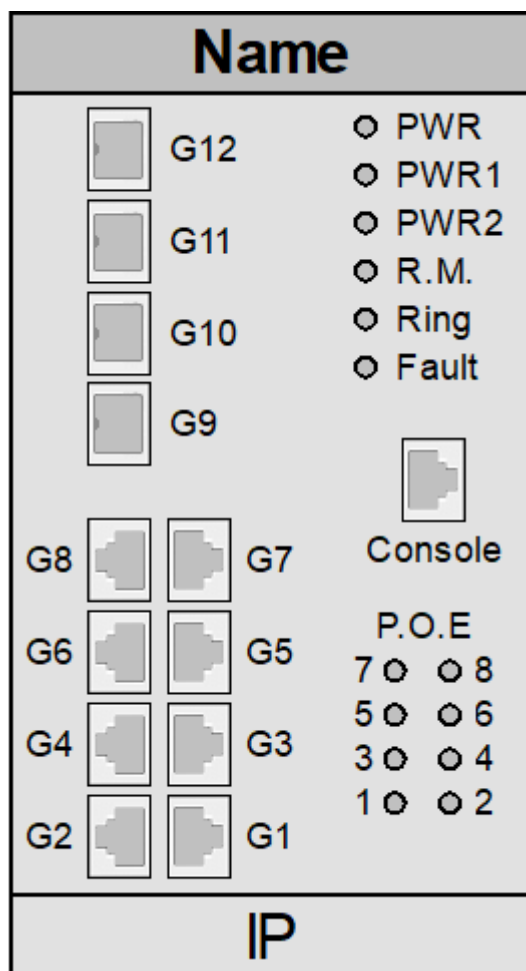 Name
G12
G11
G10
G9
PWR
PWR1
PWR2
R.M.
Ring
Fault
Console
G8 G7
G6 G5
G4 G3
G2 G1
P.O.E
7 8
5 6
3 4
1 2
IP